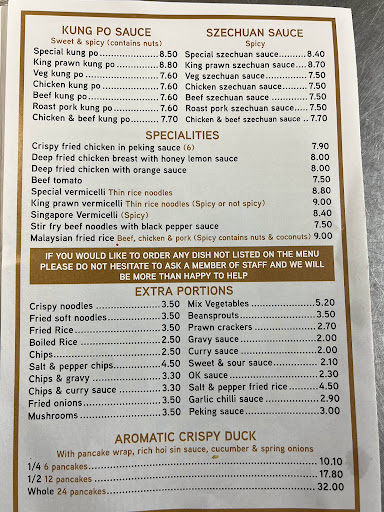 KUNG PO SAUCE
Sweet & spicy (contains nuts)
Special kung po ........ 8.50
King prawn kung po ........ 8.80
Veg kung po ........ 7.60
Chicken kung po ........ 7.60
Beef kung po ........ 7.60
Roast pork kung po ........ 7.60
Chicken & beef kung po ........ 7.70
SZECHUAN SAUCE
Spicy
Special szechuan sauce ........ 8.40
King prawn szechuan sauce .... 8.70
Veg szechuan sauce ........ 7.50
Chicken szechuan sauce ........ 7.50
Beef szechuan sauce ........ 7.50
Roast pork szechuan sauce ..... 7.50
Chicken & beef szechuan sauce .. 7.70
SPECIALITIES
Crispy fried chicken in peking sauce (6) 7.90
Deep fried chicken breast with honey lemon sauce 8.00
Deep fried chicken with orange sauce 8.00
Beef tomato 7.50
Special vermicelli Thin rice noodles 8.80
King prawn vermicelli Thin rice noodles (Spicy or not spicy) 9.00
Singapore Vermicelli (Spicy) 8.40
Stir fry beef noodles with black pepper sauce 7.50
Malaysian fried rice Beef, chicken & pork (Spicy contains nuts & coconuts) 9.00
IF YOU WOULD LIKE TO ORDER ANY DISH NOT LISTED ON THE MENU
PLEASE DO NOT HESITATE TO ASK A MEMBER OF STAFF AND WE WILL
BE MORE THAN HAPPY TO HELP
EXTRA PORTIONS
Crispy noodles ........ 3.50
Fried soft noodles ........ 3.50
Fried Rice ........ 3.50
Boiled Rice ........ 2.50
Chips ........ 2.50
Salt & pepper chips ........ 4.50
Chips & gravy ........ 3.30
Chips & curry sauce ........ 3.30
Fried onions ........ 3.50
Mushrooms ........ 3.50
Mix Vegetables ........ 5.20
Beansprouts ........ 3.50
Prawn crackers ........ 2.70
Gravy sauce ........ 2.00
Curry sauce ........ 2.00
Sweet & sour sauce ........ 2.10
OK sauce ........ 2.30
Salt & pepper fried rice ........ 4.50
Garlic chilli sauce ........ 2.90
Peking sauce ........ 3.00
AROMATIC CRISPY DUCK
With pancake wrap, rich hoi sin sauce, cucumber & spring onions
1/4 6 pancakes ........ 10.10
1/2 12 pancakes ........ 17.80
Whole 24 pancakes ........ 32.00